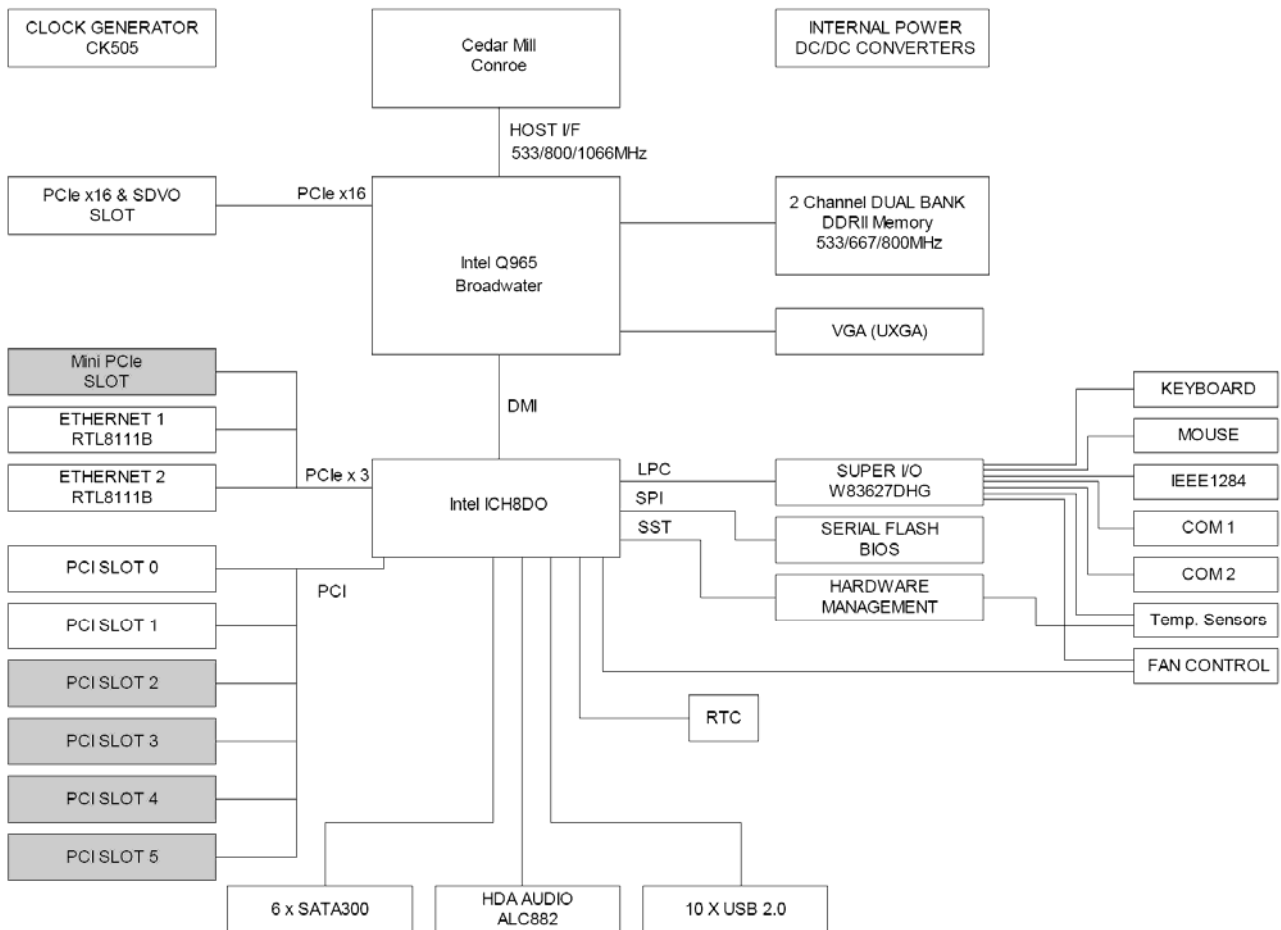 CLOCK GENERATOR
CK505
Cedar Mill
Conroe
INTERNAL POWER
DC/DC CONVERTERS
HOST I/F
533/800/1066MHz
PCIe x16 & SDVO
SLOT
PCIe x16
Intel Q965
Broadwater
2 Channel DUAL BANK
DDRII Memory
533/667/800MHz
VGA (UXGA)
Mini PCIe
SLOT
ETHERNET 1
RTL8111B
ETHERNET 2
RTL8111B
PCIe x 3
DMI
Intel ICH8DO
LPC
SPI
SST
SUPER I/O
W83627DHG
SERIAL FLASH
BIOS
HARDWARE
MANAGEMENT
KEYBOARD
MOUSE
IEEE1284
COM 1
COM 2
Temp. Sensors
FAN CONTROL
PCI SLOT 0
PCI
PCI SLOT 1
PCI SLOT 2
PCI SLOT 3
PCI SLOT 4
PCI SLOT 5
RTC
6 x SATA300
HDA AUDIO
ALC882
10 X USB 2.0